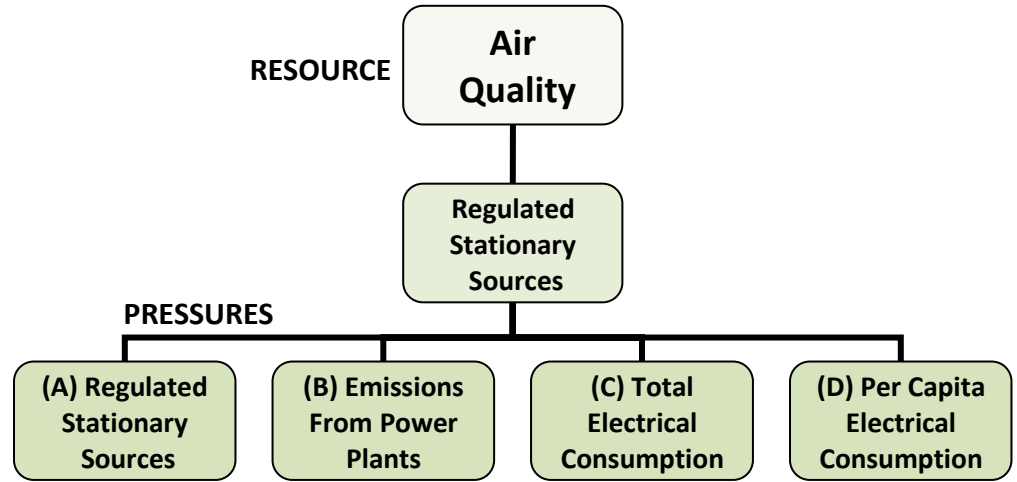 Air
Quality
RESOURCE
Regulated
Stationary
Sources
PRESSURES
(A) Regulated
Stationary
Sources
(B) Emissions
From Power
Plants
(C) Total
Electrical
Consumption
(D) Per Capita
Electrical
Consumption